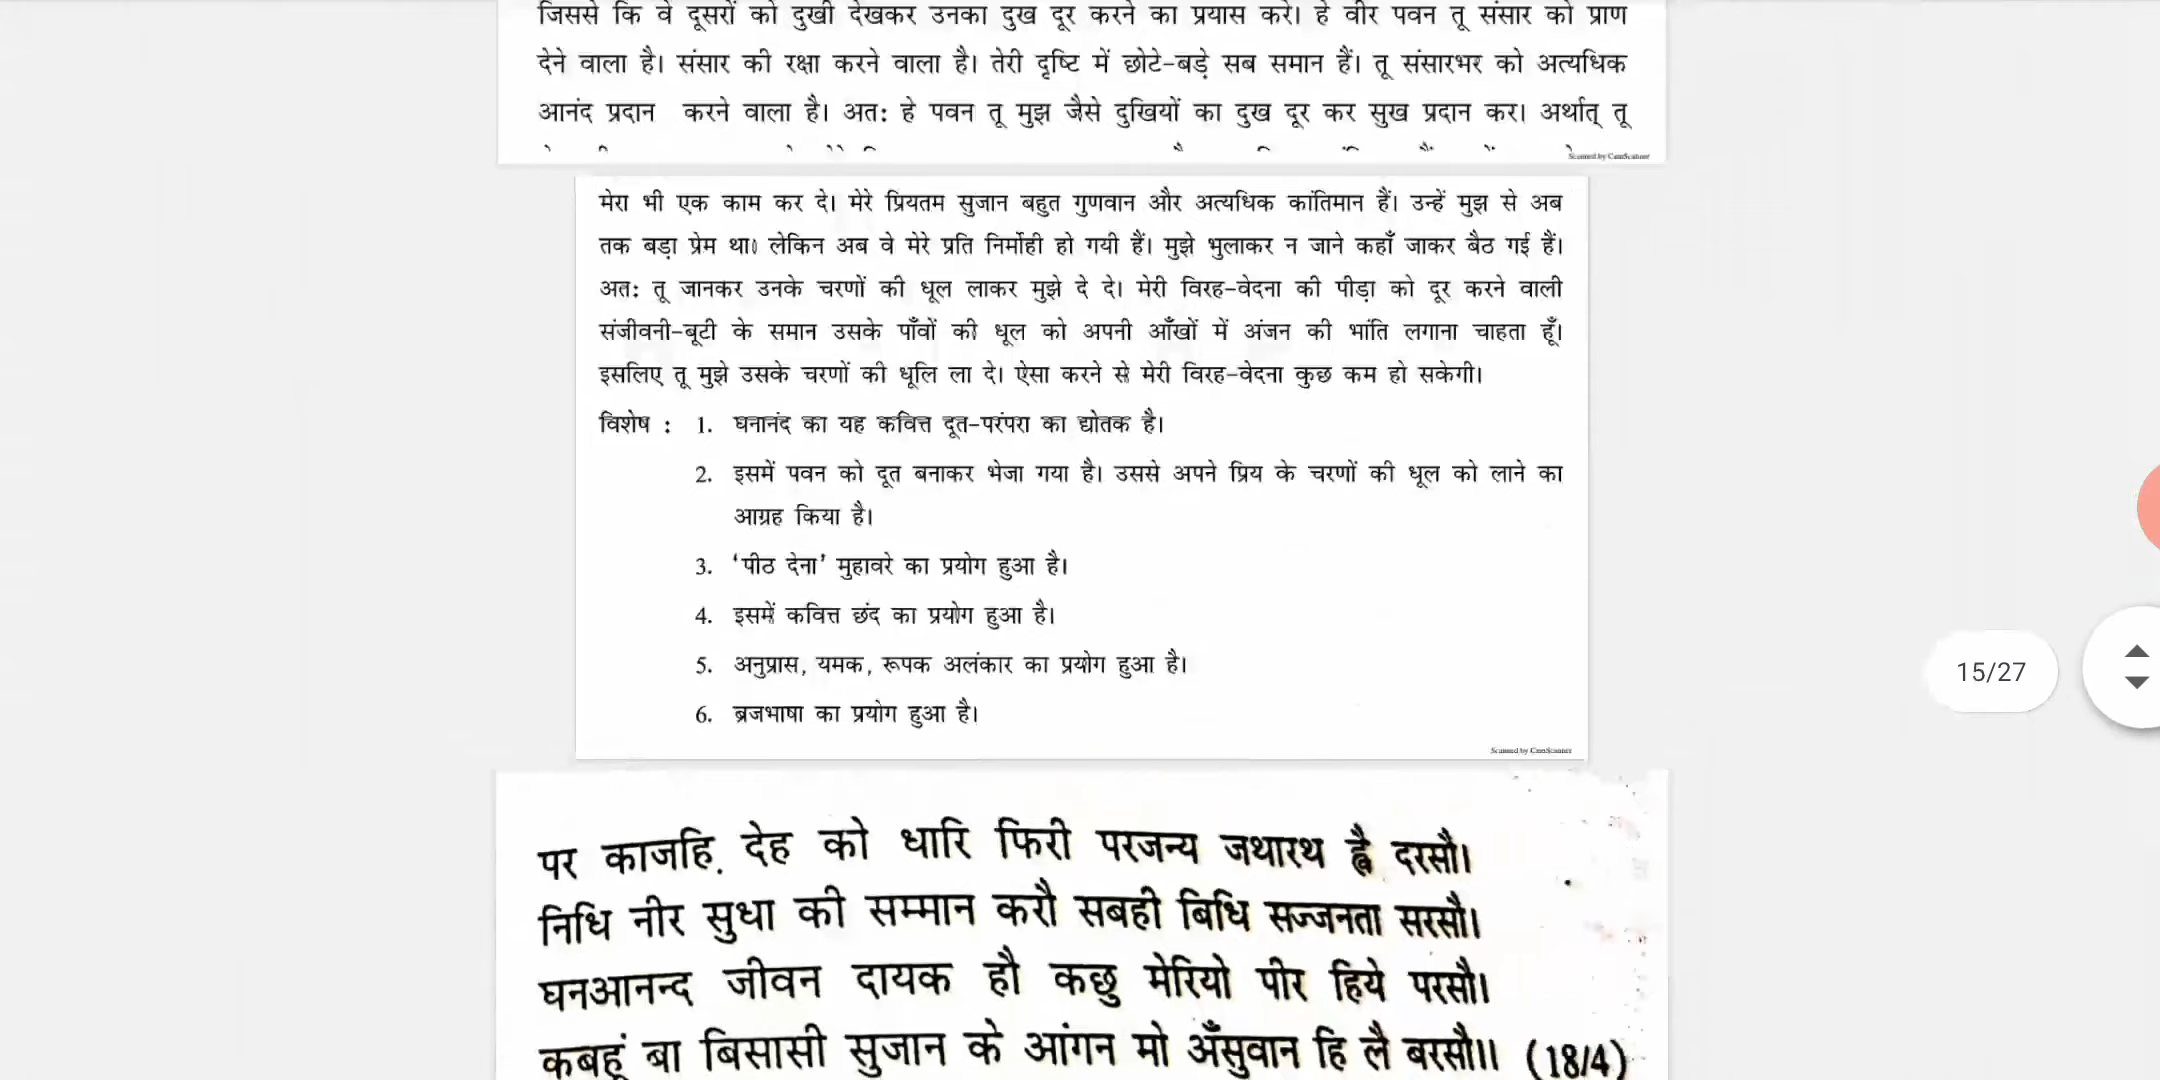 जिससे कि वे दूसरों को दुखी देखकर उनका दुख दूर करने का प्रयास करे। हे वीर पवन तू संसार को प्राण
देने वाला है। संसार की रक्षा करने वाला है। तेरी दृष्टि में छोटे-बड़े सब समान हैं। तू संसारभर को अत्यधिक
आनंद प्रदान करने वाला है। अतः हे पवन तू मुझ जैसे दुखियों का दुख दूर कर सुख प्रदान कर। अर्थात् तू
Scanned by CamScanner
मेरा भी एक काम कर दे। मेरे प्रियतम सुजान बहुत गुणवान और अत्यधिक कांतिमान हैं। उन्हें मुझ से अब
तक बड़ा प्रेम था। लेकिन अब वे मेरे प्रति निर्मोही हो गयी हैं। मुझे भुलाकर न जाने कहाँ जाकर बैठ गई हैं।
अतः तू जानकर उनके चरणों की धूल लाकर मुझे दे दे। मेरी विरह-वेदना की पीड़ा को दूर करने वाली
संजीवनी-बूटी के समान उसके पाँवों की धूल को अपनी आँखों में अंजन की भांति लगाना चाहता हूँ।
इसलिए तू मुझे उसके चरणों की धूलि ला दे। ऐसा करने से मेरी विरह-वेदना कुछ कम हो सकेगी।
विशेष : 1. घनानंद का यह कवित्त दूत-परंपरा का द्योतक है।
2. इसमें पवन को दूत बनाकर भेजा गया है। उससे अपने प्रिय के चरणों की धूल को लाने का
आग्रह किया है।
3. ‘पीठ देना’ मुहावरे का प्रयोग हुआ है।
4. इसमें कवित्त छंद का प्रयोग हुआ है।
5. अनुप्रास, यमक, रूपक अलंकार का प्रयोग हुआ है।
6. ब्रजभाषा का प्रयोग हुआ है।
15/27
Scanned by CamScanner
पर काजहि. देह को धारि फिरी परजन्य जथारथ ह्वै दरसौ।
निधि नीर सुधा की सम्मान करौ सबही बिधि सज्जनता सरसौ।
घनआनन्द जीवन दायक हौ कछु मेरियो पीर हिये परसौ।
कबहूं बा बिसासी सुजान के आंगन मो अँसुवान हि लै बरसौ।। (18/4)